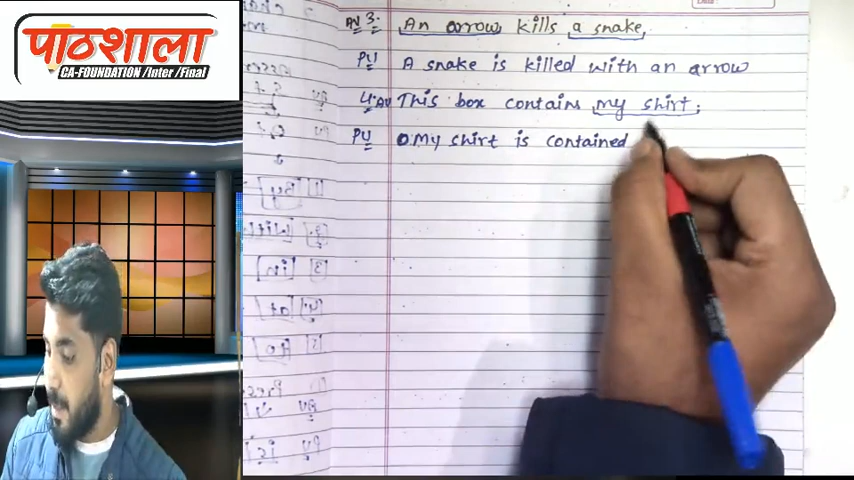 पाठशाला
CA-FOUNDATION/Inter/Final
AV 3. An arrow kills a snake.
PV A snake is killed with an arrow
4. AV This box contains my shirt.
PV My shirt is contained